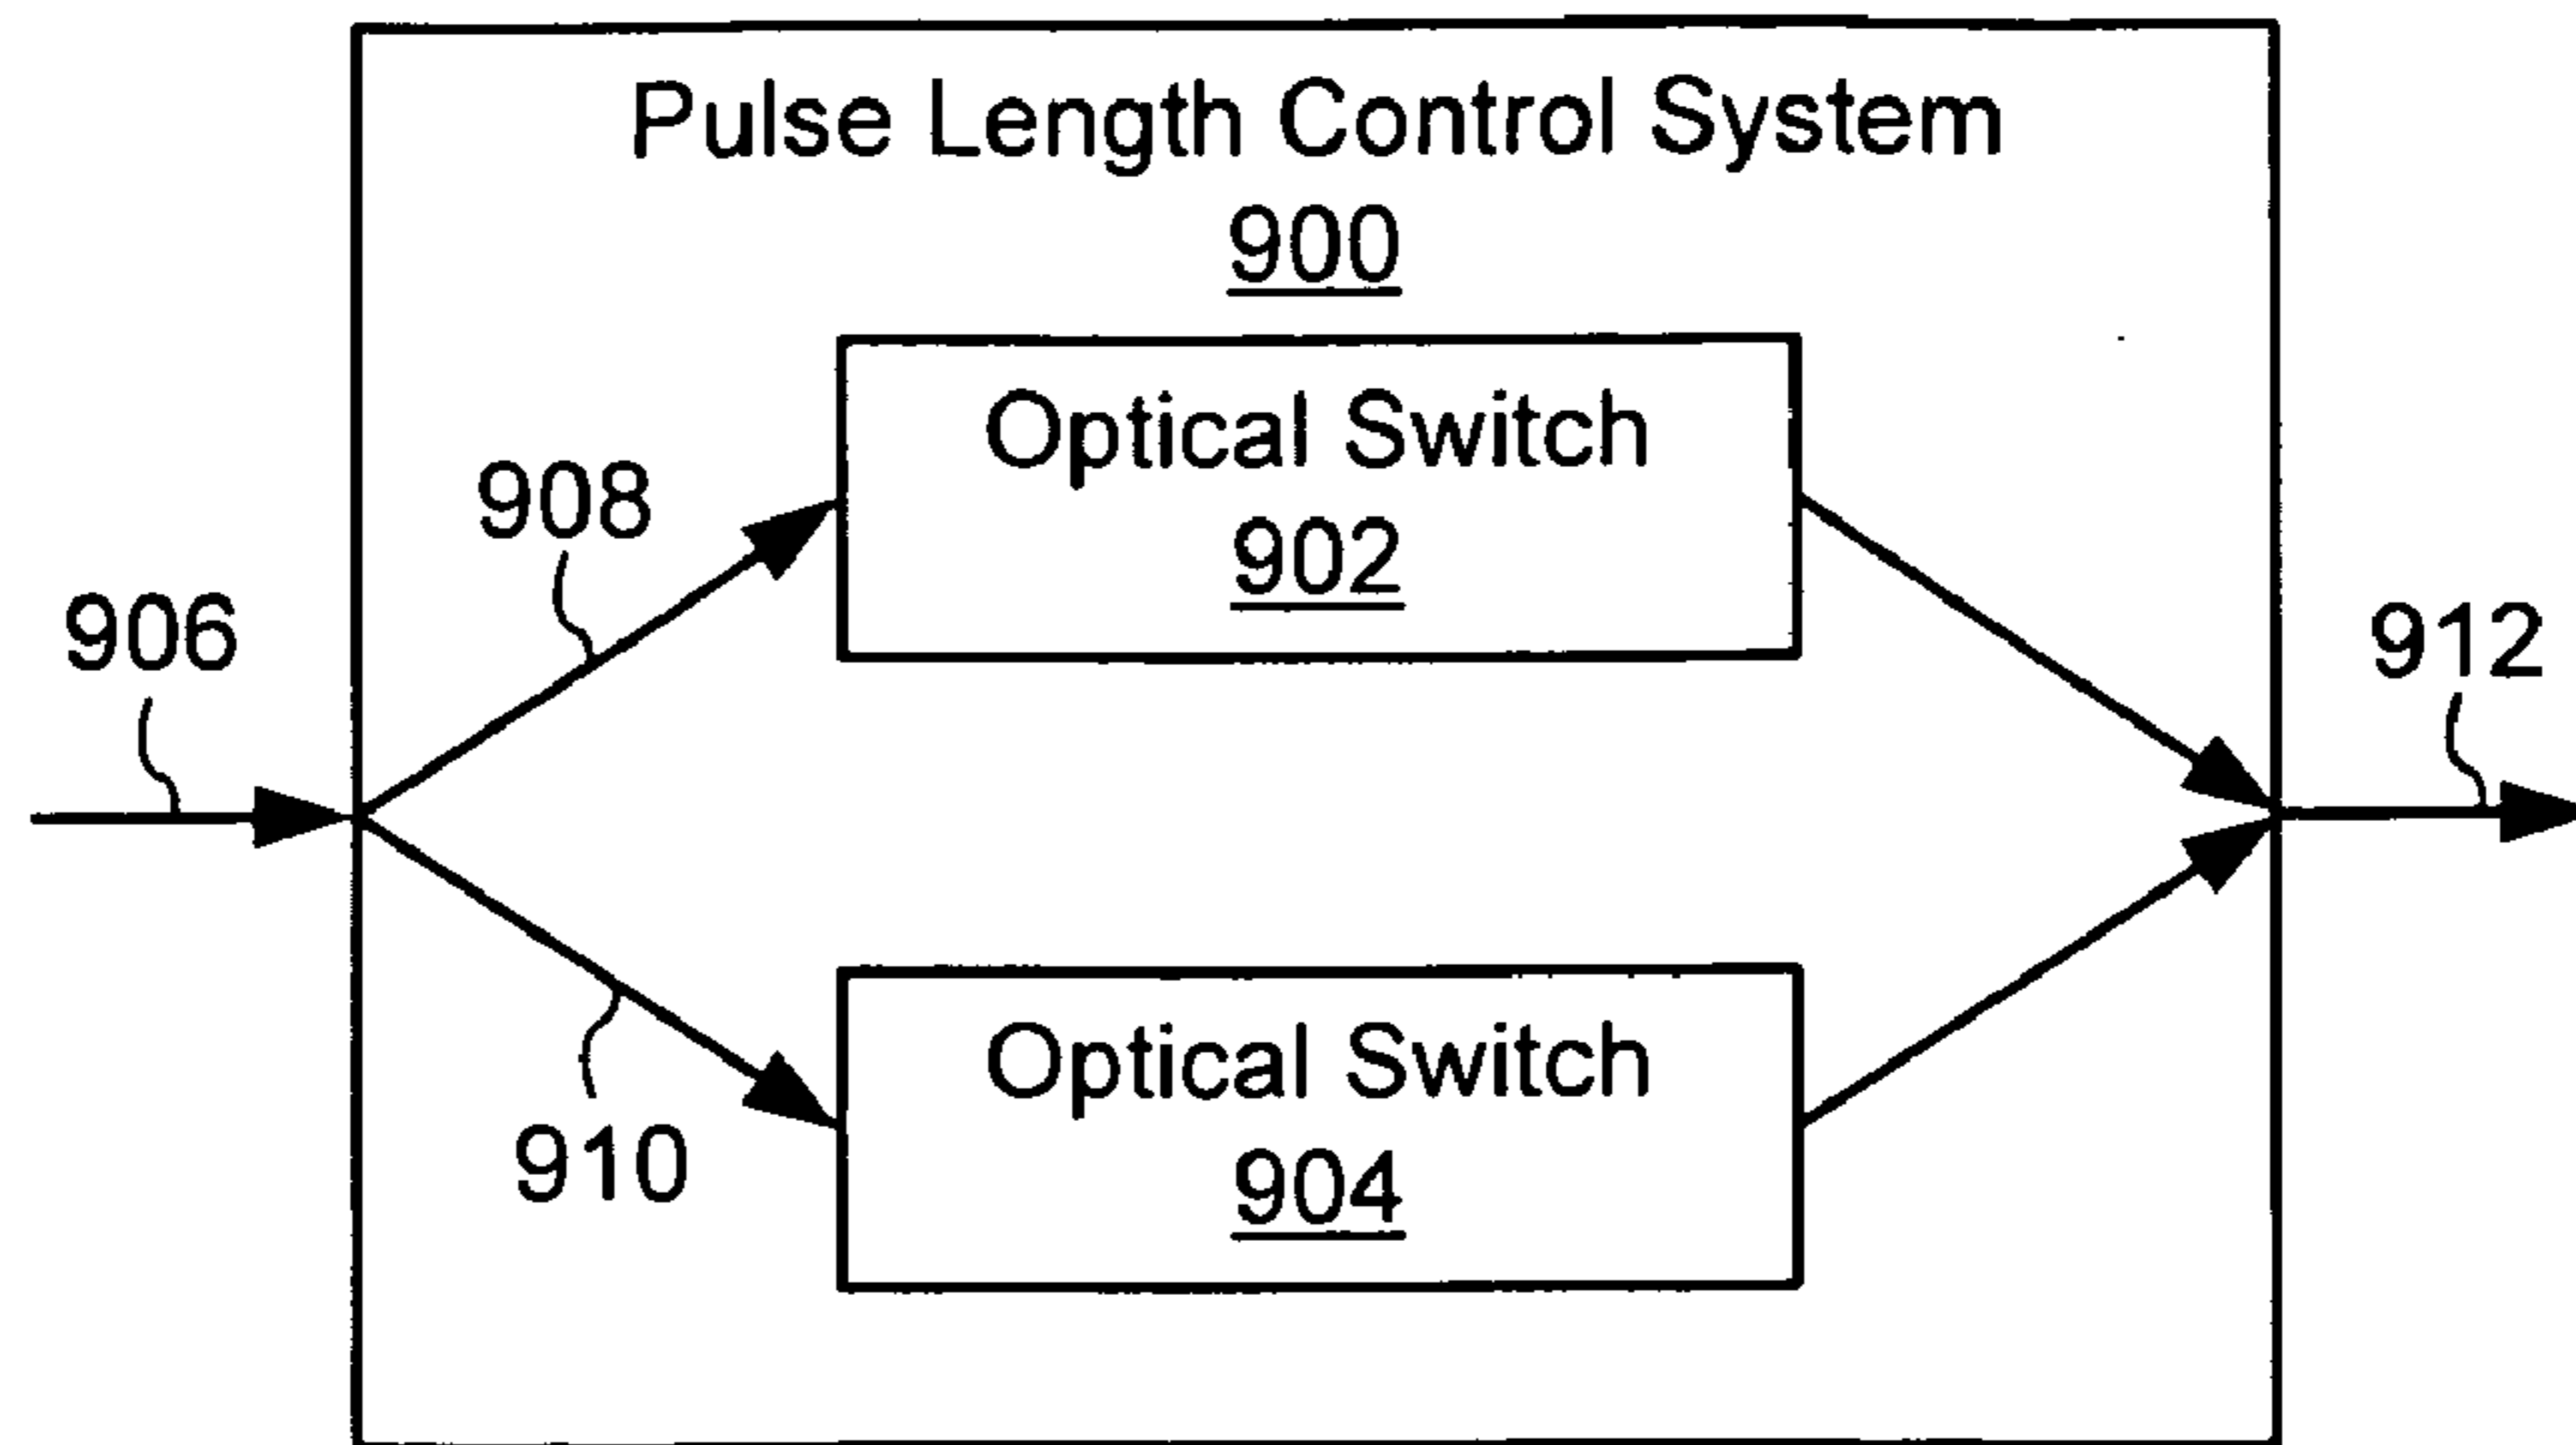 Pulse Length Control System
900
Optical Switch
902
908
906
912
Optical Switch
904
910